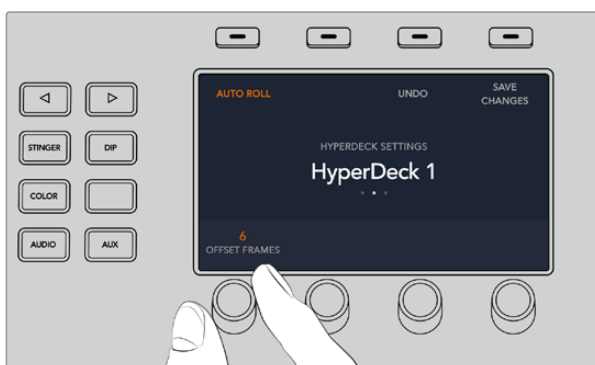 AUTO ROLL
UNDO
SAVE
CHANGES
HYPERDECK SETTINGS
HyperDeck 1
6
OFFSET FRAMES
◁
▷
STINGER
DIP
COLOR
AUDIO
AUX